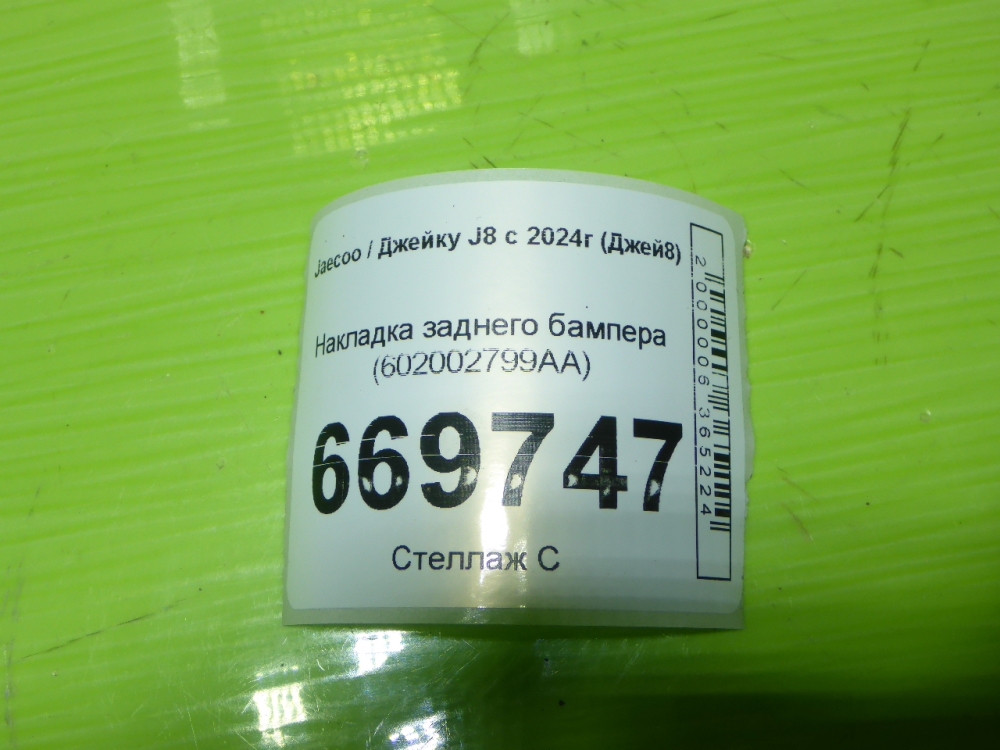 Jaecoo / Джейку J8 с 2024г (Джей8)
Накладка заднего бампера
(602002799AA)
669747
Стеллаж С
2000006365224